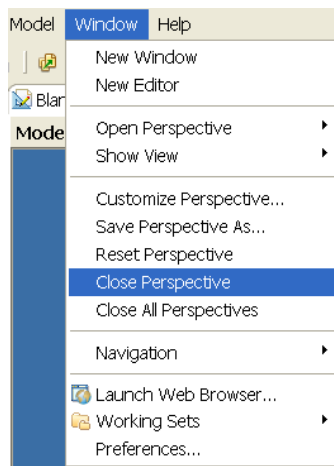 Model Window Help
New Window
New Editor
Blan
Mode
Open Perspective
Show View
Customize Perspective...
Save Perspective As...
Reset Perspective
Close Perspective
Close All Perspectives
Navigation
Launch Web Browser...
Working Sets
Preferences...